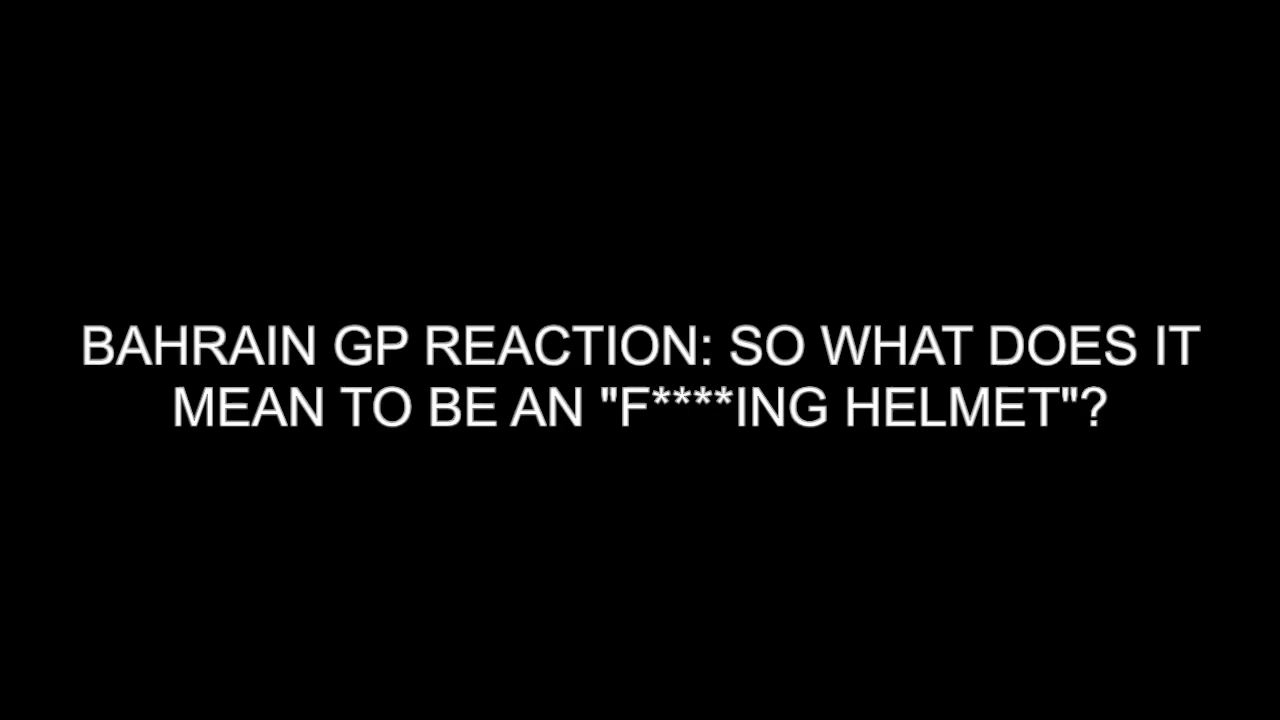 BAHRAIN GP REACTION: SO WHAT DOES IT
MEAN TO BE AN "F****ING HELMET"?